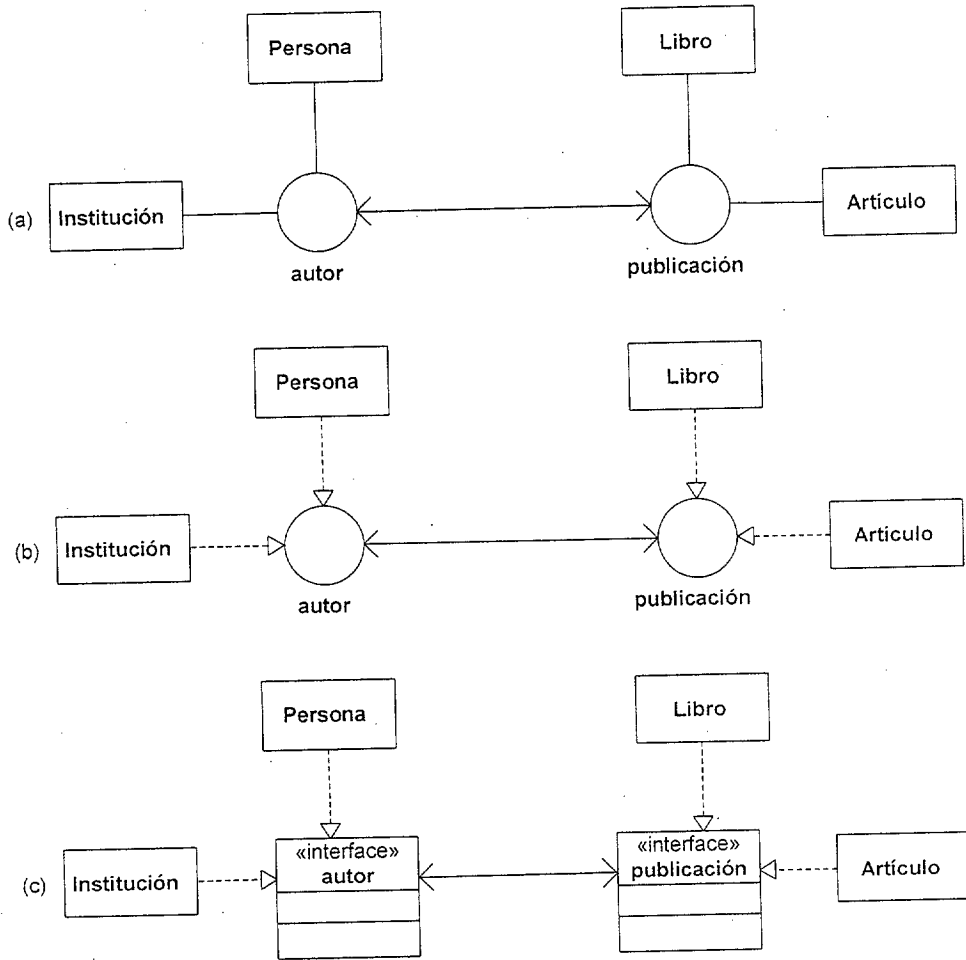 Persona
Libro
(a)
Institución
Artículo
autor
publicación
Persona
Libro
(b)
Institución
Artículo
autor
publicación
Persona
Libro
(c)
Institución
«interface»
autor
«interface»
publicación
Artículo